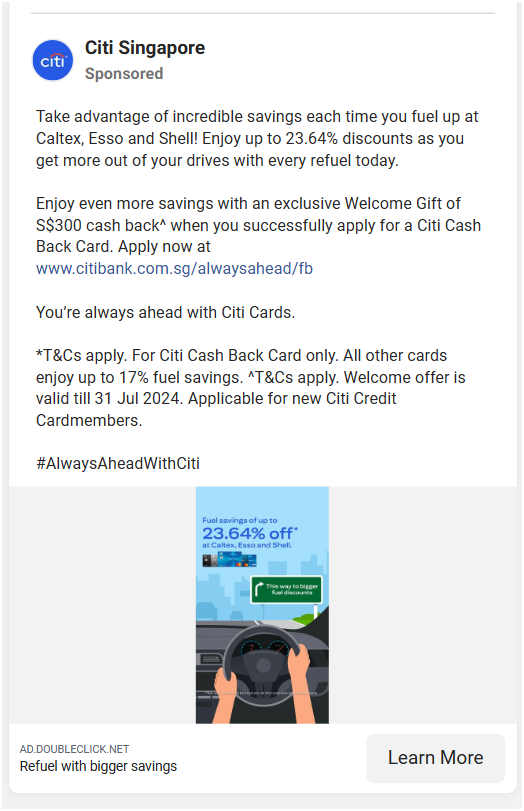 citi
Citi Singapore
Sponsored
Take advantage of incredible savings each time you fuel up at
Caltex, Esso and Shell! Enjoy up to 23.64% discounts as you
get more out of your drives with every refuel today.
Enjoy even more savings with an exclusive Welcome Gift of
S$300 cash back^ when you successfully apply for a Citi Cash
Back Card. Apply now at
www.citibank.com.sg/alwaysahead/fb
You’re always ahead with Citi Cards.
*T&Cs apply. For Citi Cash Back Card only. All other cards
enjoy up to 17% fuel savings. ^T&Cs apply. Welcome offer is
valid till 31 Jul 2024. Applicable for new Citi Credit
Cardmembers.
#AlwaysAheadWithCiti
Fuel savings of up to
23.64% off*
at Caltex, Esso and Shell.
This way to bigger
fuel discounts
AD.DOUBLECLICK.NET
Refuel with bigger savings
Learn More